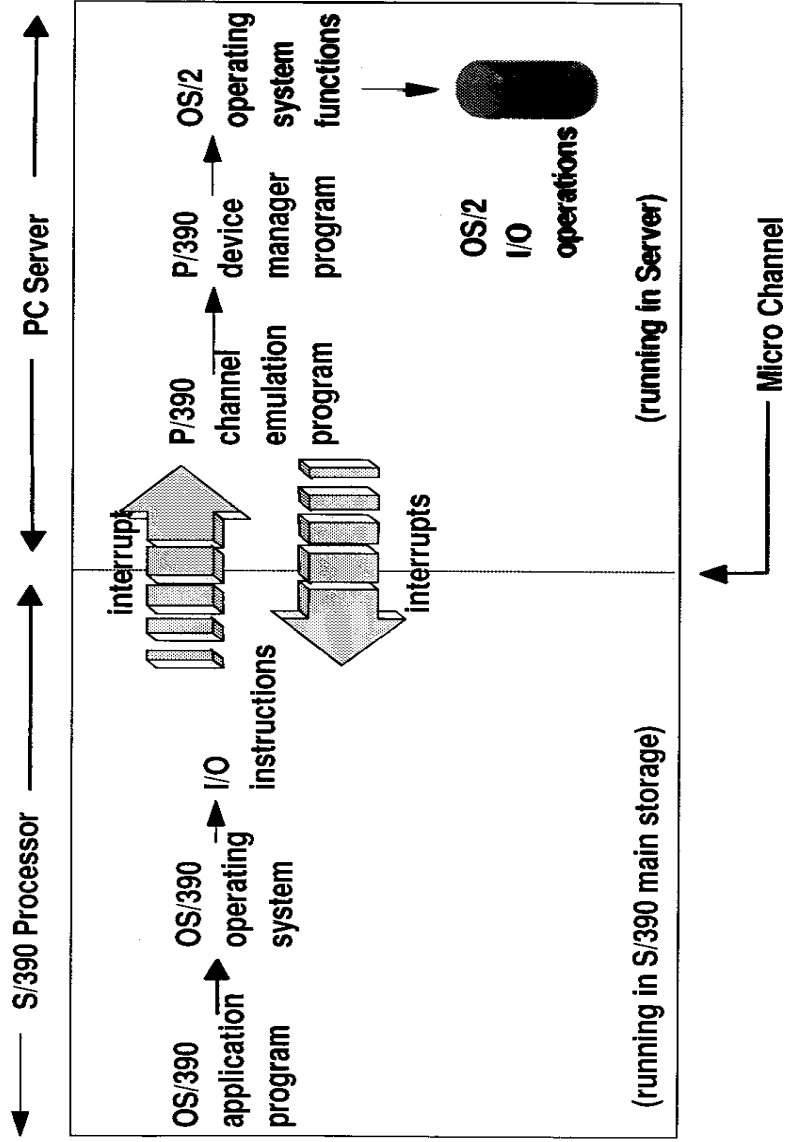 S/390 Processor
PC Server
OS/390
application
program
OS/390
operating
system
I/O
instructions
interrupt
interrupts
P/390
channel
emulation
program
P/390
device
manager
program
OS/2
operating
system
functions
OS/2
I/O
operations
(running in S/390 main storage)
(running in Server)
Micro Channel